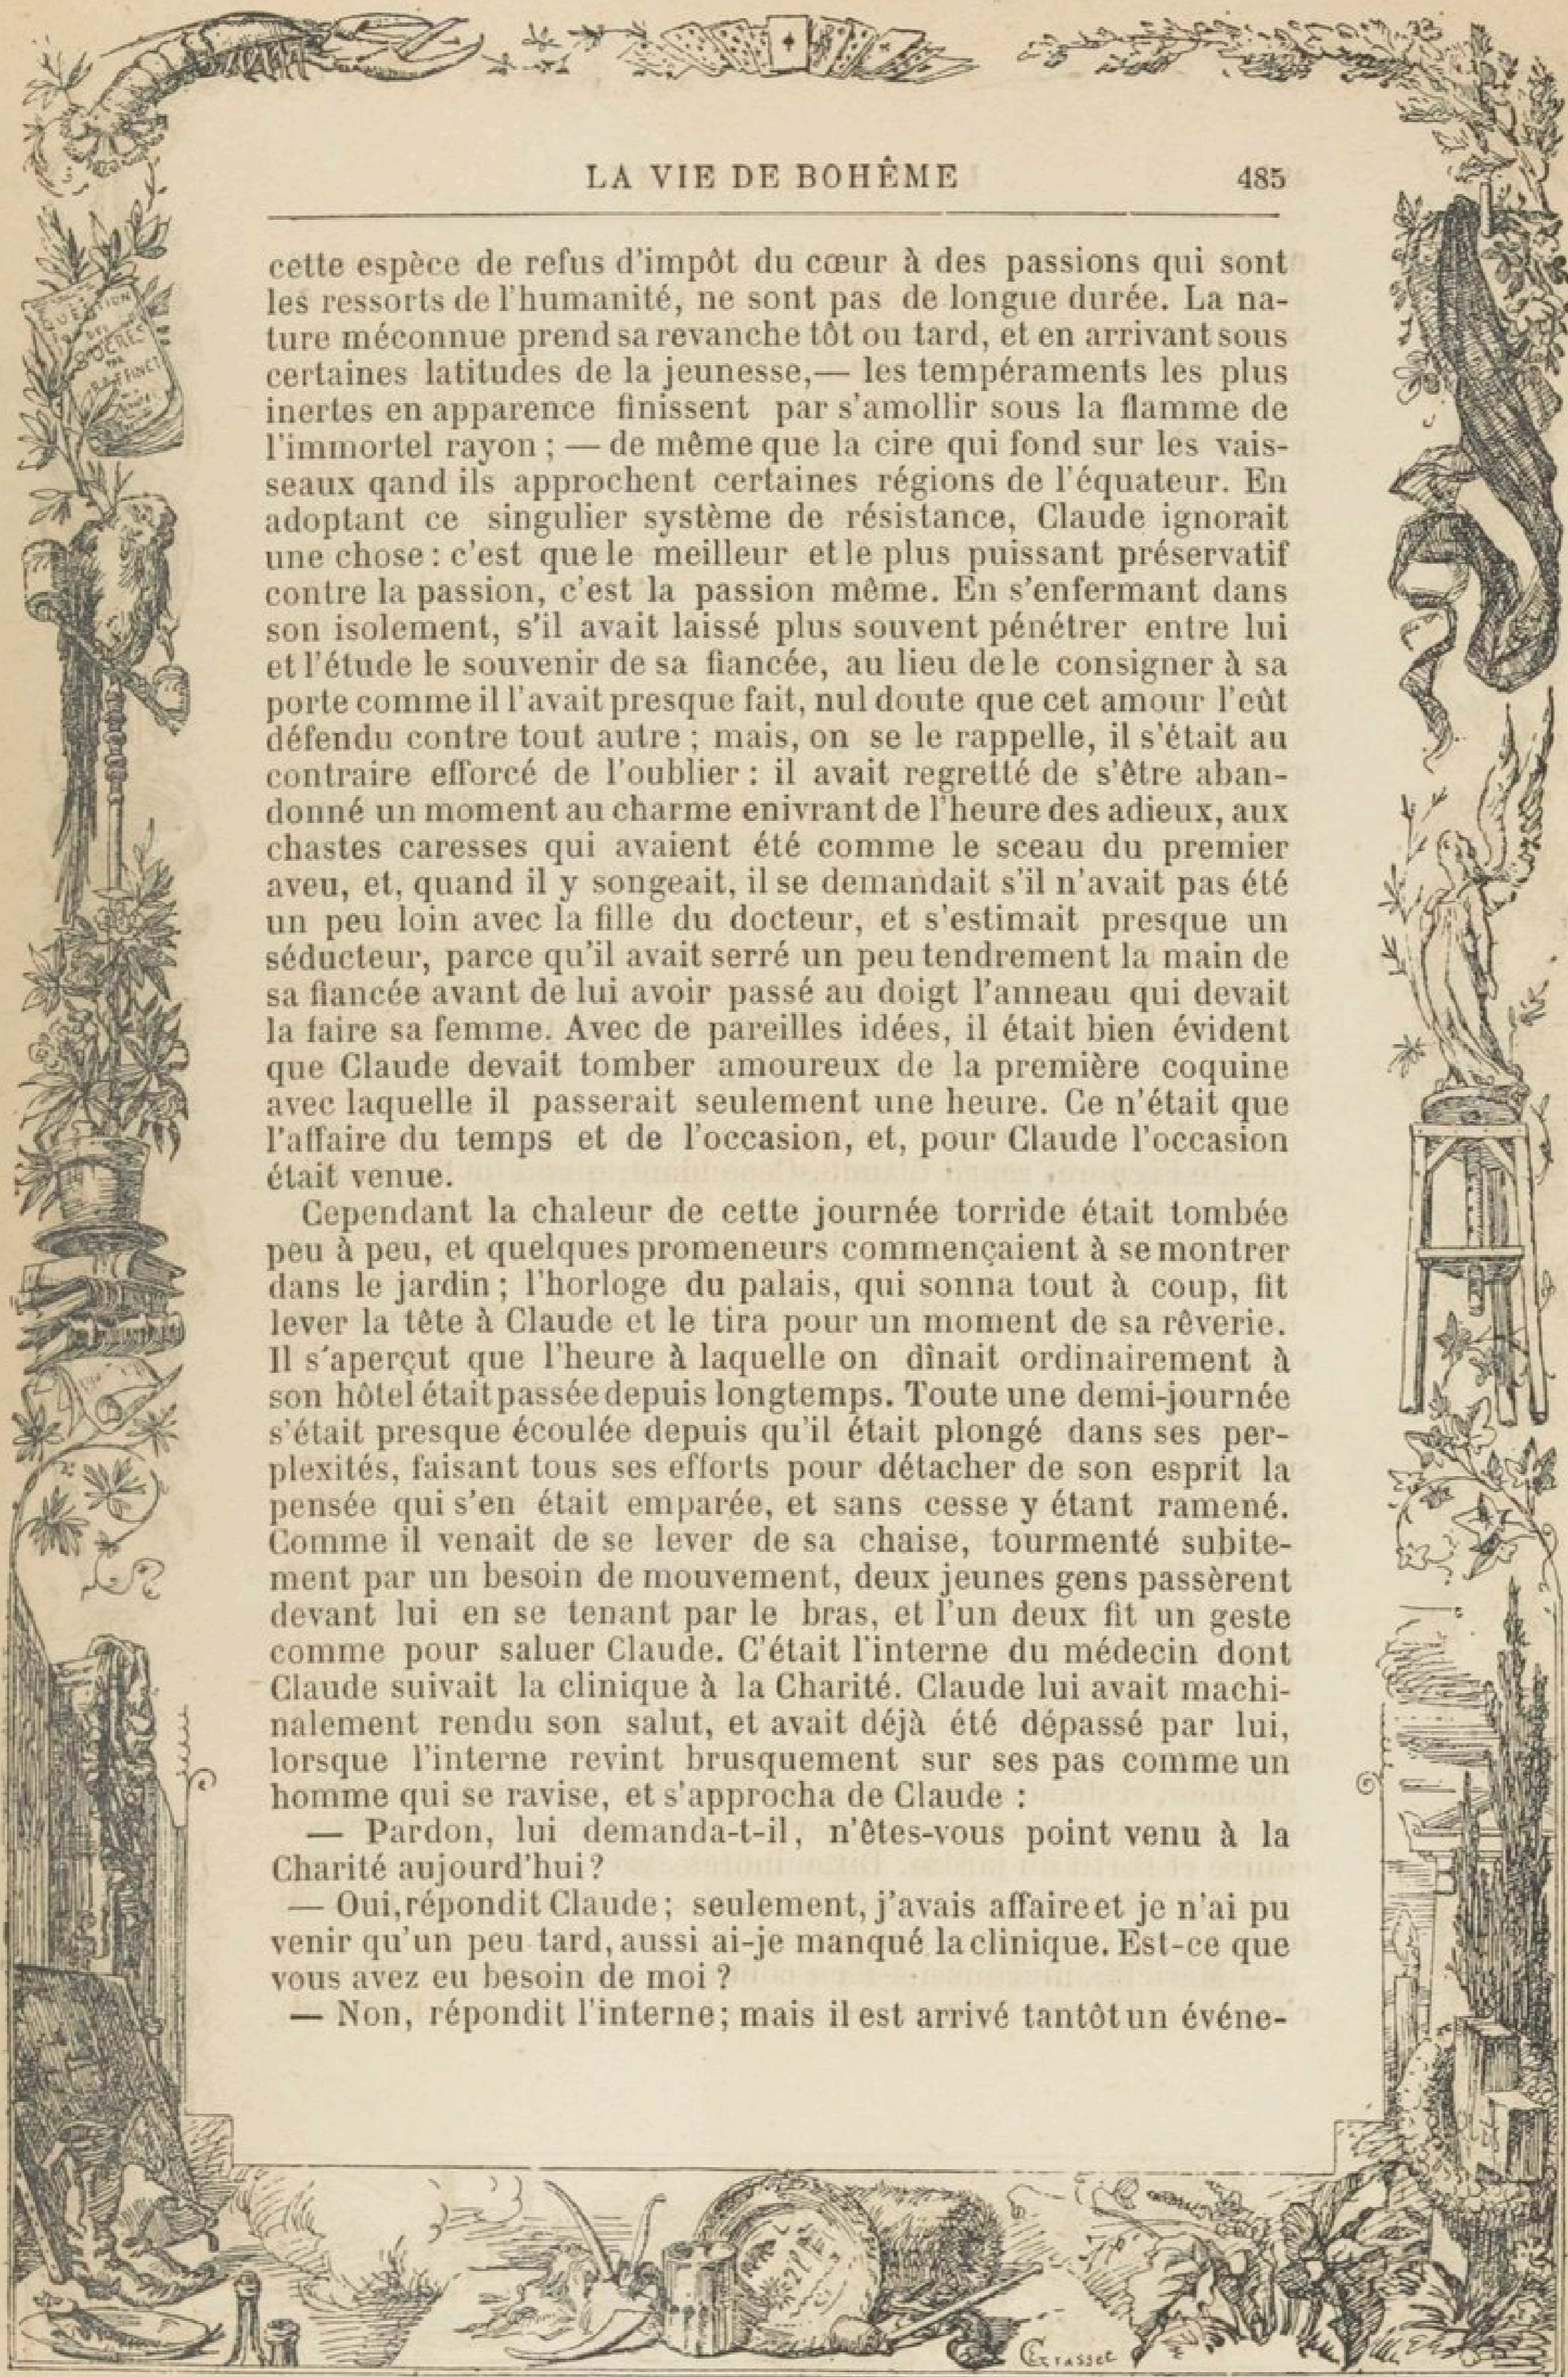 LA VIE DE BOHÊME 485
cette espèce de refus d'impôt du cœur à des passions qui sont
les ressorts de l'humanité, ne sont pas de longue durée. La na-
ture méconnue prend sa revanche tôt ou tard, et en arrivant sous
certaines latitudes de la jeunesse,— les tempéraments les plus
inertes en apparence finissent par s'amollir sous la flamme de
l'immortel rayon ; — de même que la cire qui fond sur les vais-
seaux qand ils approchent certaines régions de l'équateur. En
adoptant ce singulier système de résistance, Claude ignorait
une chose : c'est que le meilleur et le plus puissant préservatif
contre la passion, c'est la passion même. En s'enfermant dans
son isolement, s'il avait laissé plus souvent pénétrer entre lui
et l'étude le souvenir de sa fiancée, au lieu de le consigner à sa
porte comme il l'avait presque fait, nul doute que cet amour l'eût
défendu contre tout autre ; mais, on se le rappelle, il s'était au
contraire efforcé de l'oublier : il avait regretté de s'être aban-
donné un moment au charme enivrant de l'heure des adieux, aux
chastes caresses qui avaient été comme le sceau du premier
aveu, et, quand il y songeait, il se demandait s'il n'avait pas été
un peu loin avec la fille du docteur, et s'estimait presque un
séducteur, parce qu'il avait serré un peu tendrement la main de
sa fiancée avant de lui avoir passé au doigt l'anneau qui devait
la faire sa femme. Avec de pareilles idées, il était bien évident
que Claude devait tomber amoureux de la première coquine
avec laquelle il passerait seulement une heure. Ce n'était que
l'affaire du temps et de l'occasion, et, pour Claude l'occasion
était venue.
Cependant la chaleur de cette journée torride était tombée
peu à peu, et quelques promeneurs commençaient à se montrer
dans le jardin ; l'horloge du palais, qui sonna tout à coup, fit
lever la tête à Claude et le tira pour un moment de sa rêverie.
Il s'aperçut que l'heure à laquelle on dînait ordinairement à
son hôtel était passée depuis longtemps. Toute une demi-journée
s'était presque écoulée depuis qu'il était plongé dans ses per-
plexités, faisant tous ses efforts pour détacher de son esprit la
pensée qui s'en était emparée, et sans cesse y étant ramené.
Comme il venait de se lever de sa chaise, tourmenté subite-
ment par un besoin de mouvement, deux jeunes gens passèrent
devant lui en se tenant par le bras, et l'un deux fit un geste
comme pour saluer Claude. C'était l'interne du médecin dont
Claude suivait la clinique à la Charité. Claude lui avait machi-
nalement rendu son salut, et avait déjà été dépassé par lui,
lorsque l'interne revint brusquement sur ses pas comme un
homme qui se ravise, et s'approcha de Claude :
— Pardon, lui demanda-t-il, n'êtes-vous point venu à la
Charité aujourd'hui?
— Oui, répondit Claude ; seulement, j'avais affaire et je n'ai pu
venir qu'un peu tard, aussi ai-je manqué la clinique. Est-ce que
vous avez eu besoin de moi ?
— Non, répondit l'interne ; mais il est arrivé tantôt un événe-
Grasset